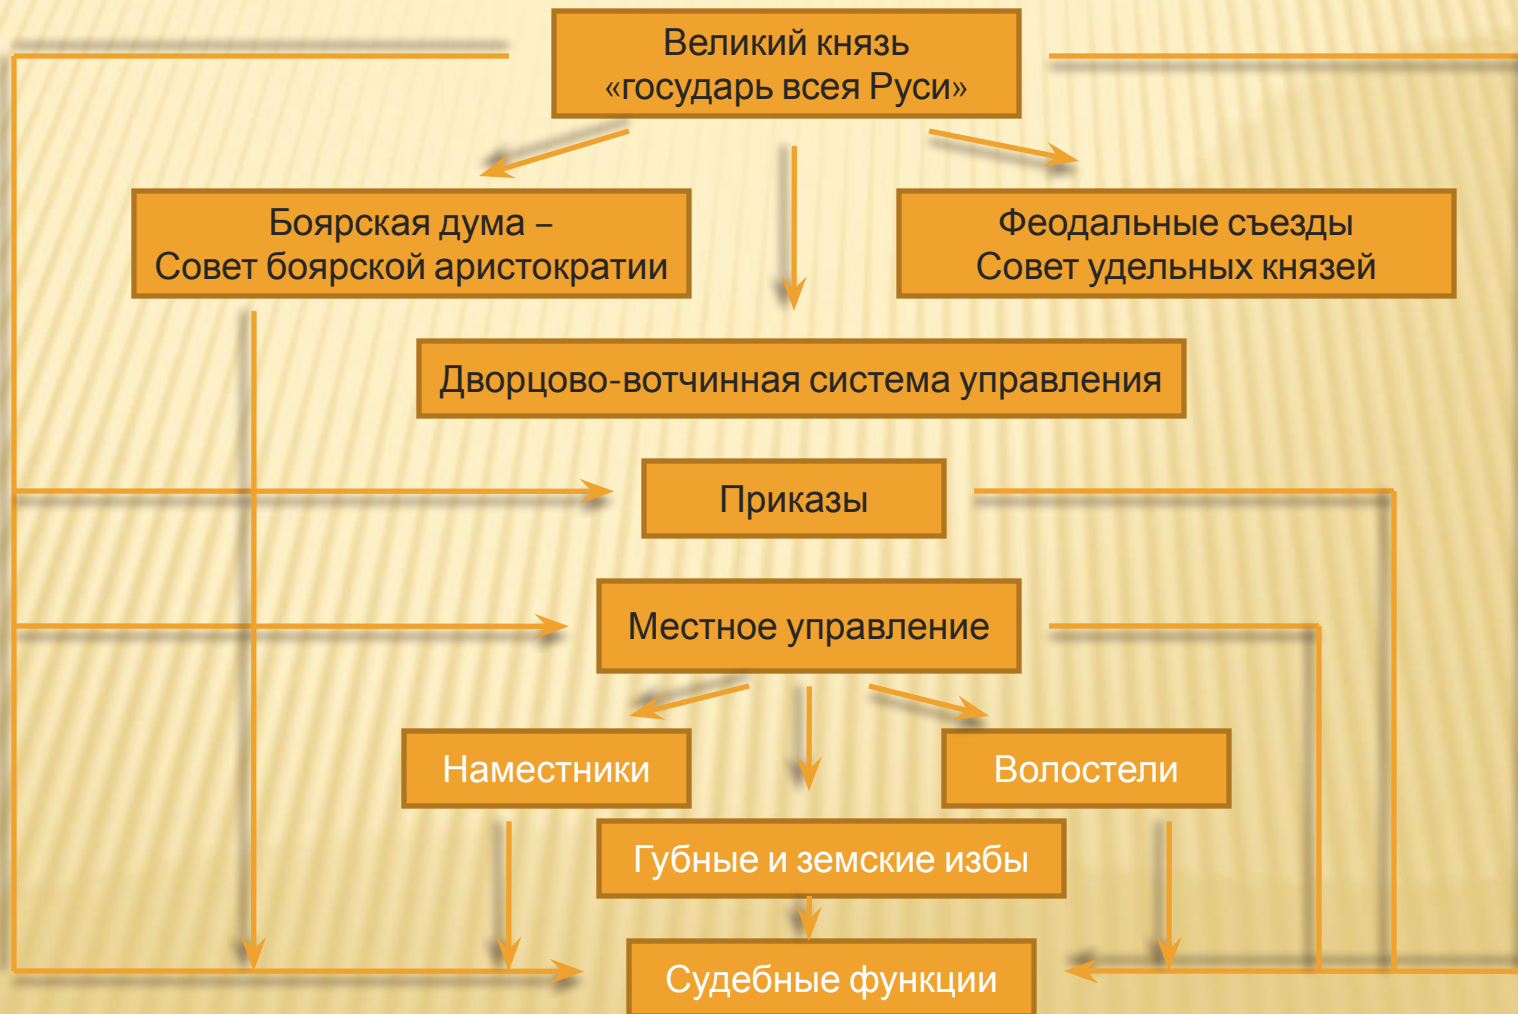 Великий князь
«государь всея Руси»
Боярская дума –
Совет боярской аристократии
Феодальные съезды
Совет удельных князей
Дворцово-вотчинная система управления
Приказы
Местное управление
Наместники
Волостели
Губные и земские избы
Судебные функции